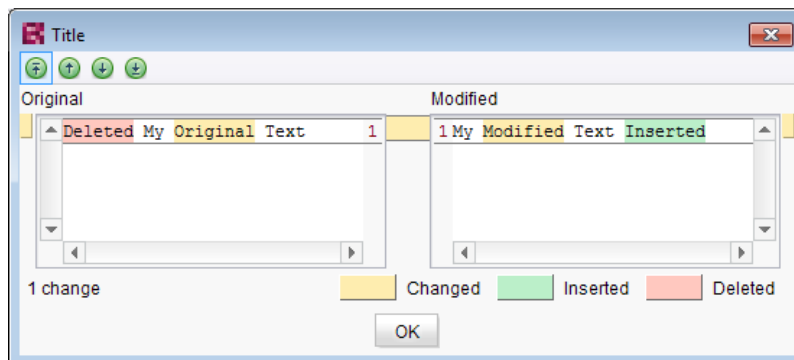 Title
Original Modified
Deleted My Original Text 1 1 My Modified Text Inserted
1 change Changed Inserted Deleted
OK